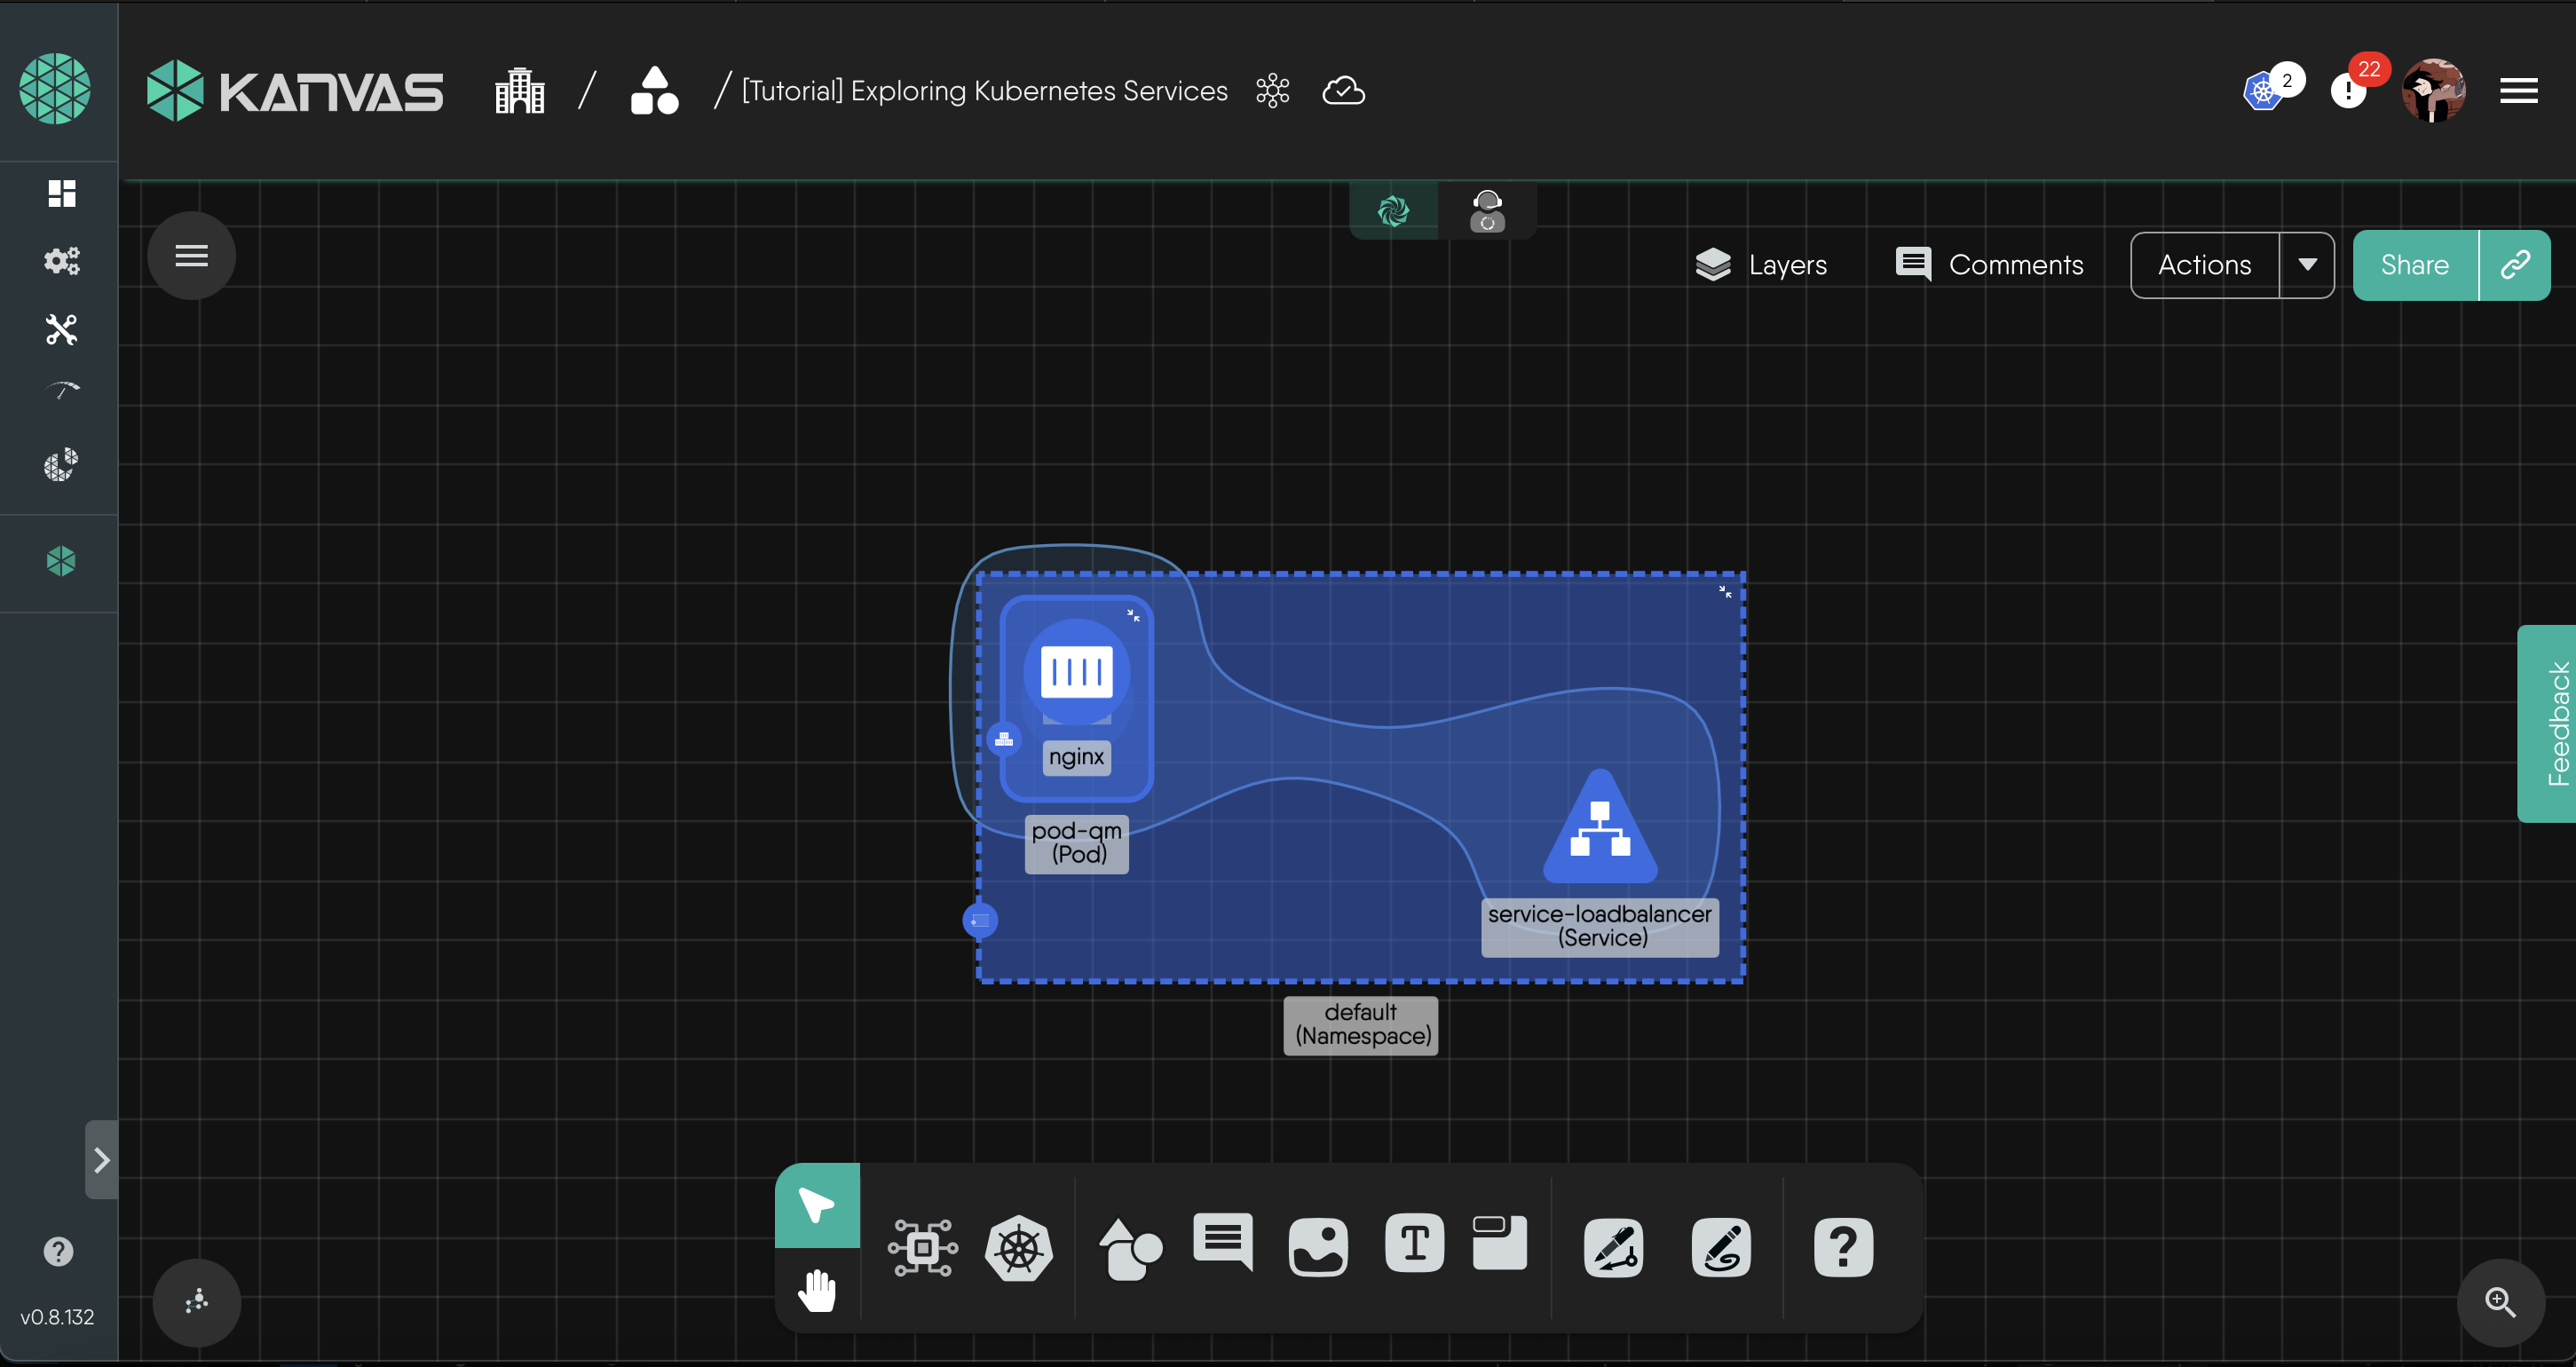 KANVAS
/
/ [Tutorial] Exploring Kubernetes Services
2
22
Layers
Comments
Actions
Share
Feedback
nginx
pod-qm
(Pod)
service-loadbalancer
(Service)
default
(Namespace)
T
?
?
v0.8.132